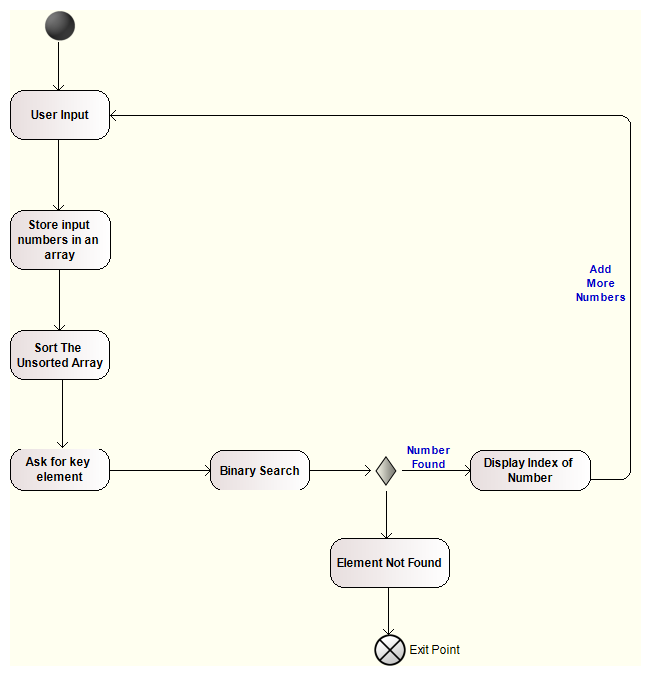 User Input
Store input
numbers in an
array
Add
More
Numbers
Sort The
Unsorted Array
Ask for key
element
Binary Search
Number
Found
Display Index of
Number
Element Not Found
Exit Point